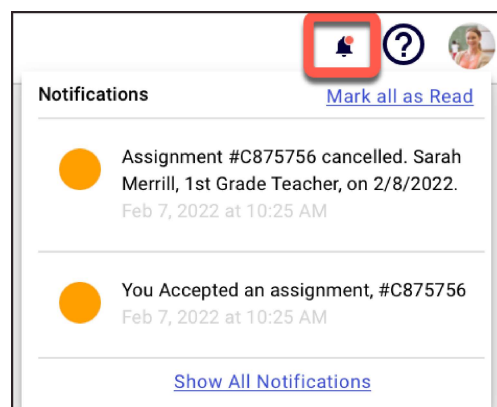 ?
Notifications
Mark all as Read
Assignment #C875756 cancelled. Sarah
Merrill, 1st Grade Teacher, on 2/8/2022.
Feb 7, 2022 at 10:25 AM
You Accepted an assignment, #C875756
Feb 7, 2022 at 10:25 AM
Show All Notifications